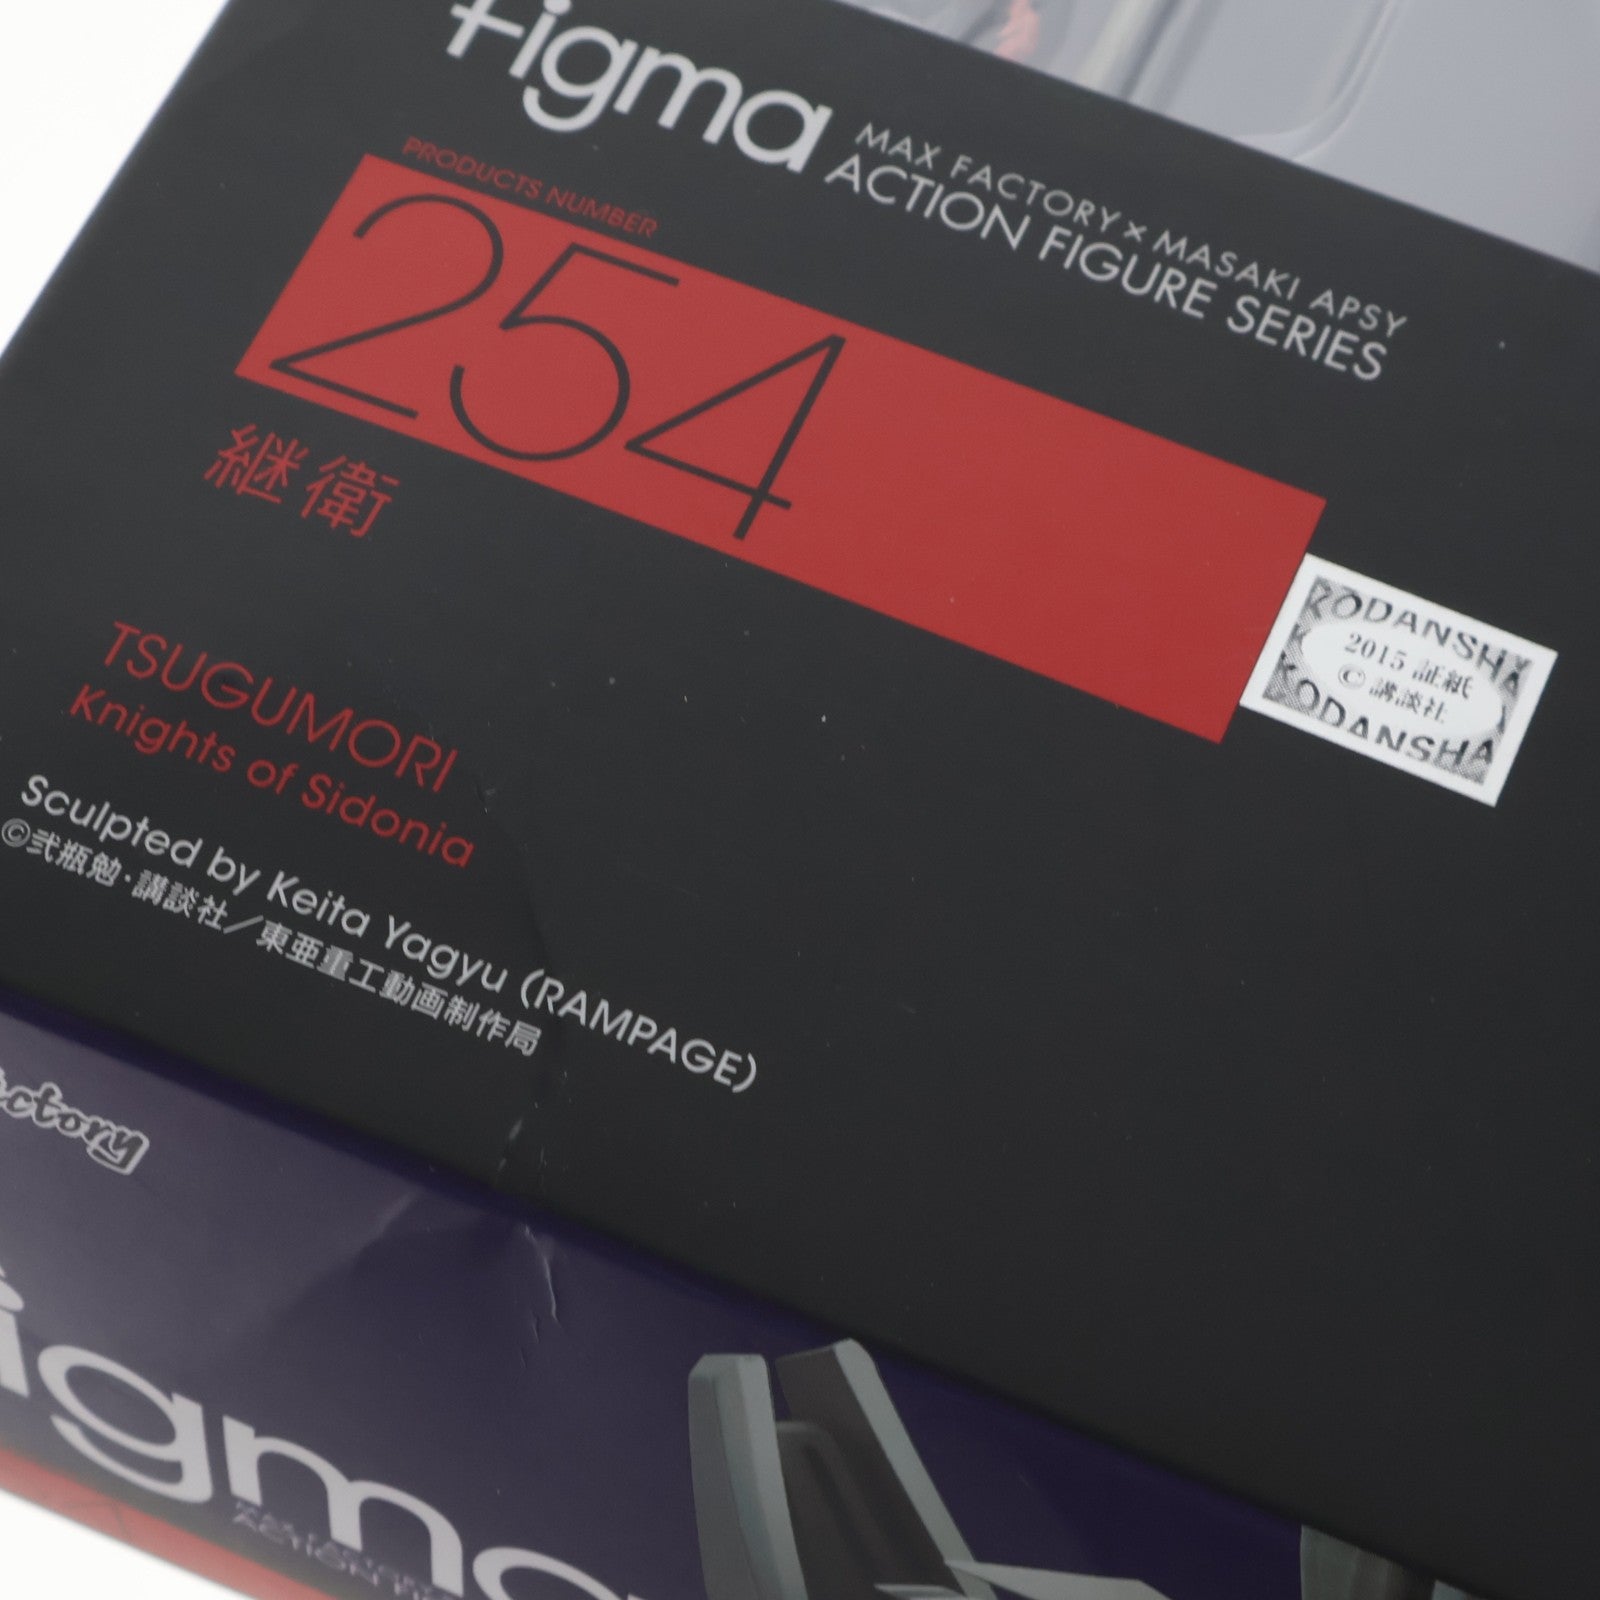 figma
MAX FACTORY × MASAKI APSY
ACTION FIGURE SERIES
PRODUCTS NUMBER
254
継衛
KODANSHA
2015 証紙
© 講談社
KODANSHA
TSUGUMORI
Knights of Sidonia
Sculpted by Keita Yagyu (RAMPAGE)
©弐瓶勉・講談社／東亜重工動画制作局
actory
igma